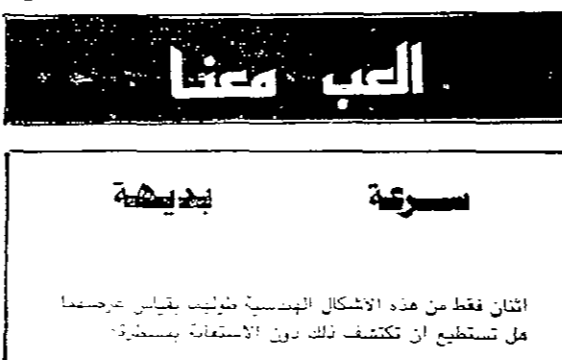 العب معنا
سرعة بديهة
اثنان فقط من هذه الاشكال الهندسية طولهما بقياس عرضهما
هل تستطيع ان تكتشف ذلك دون الاستعانة بمسطرة